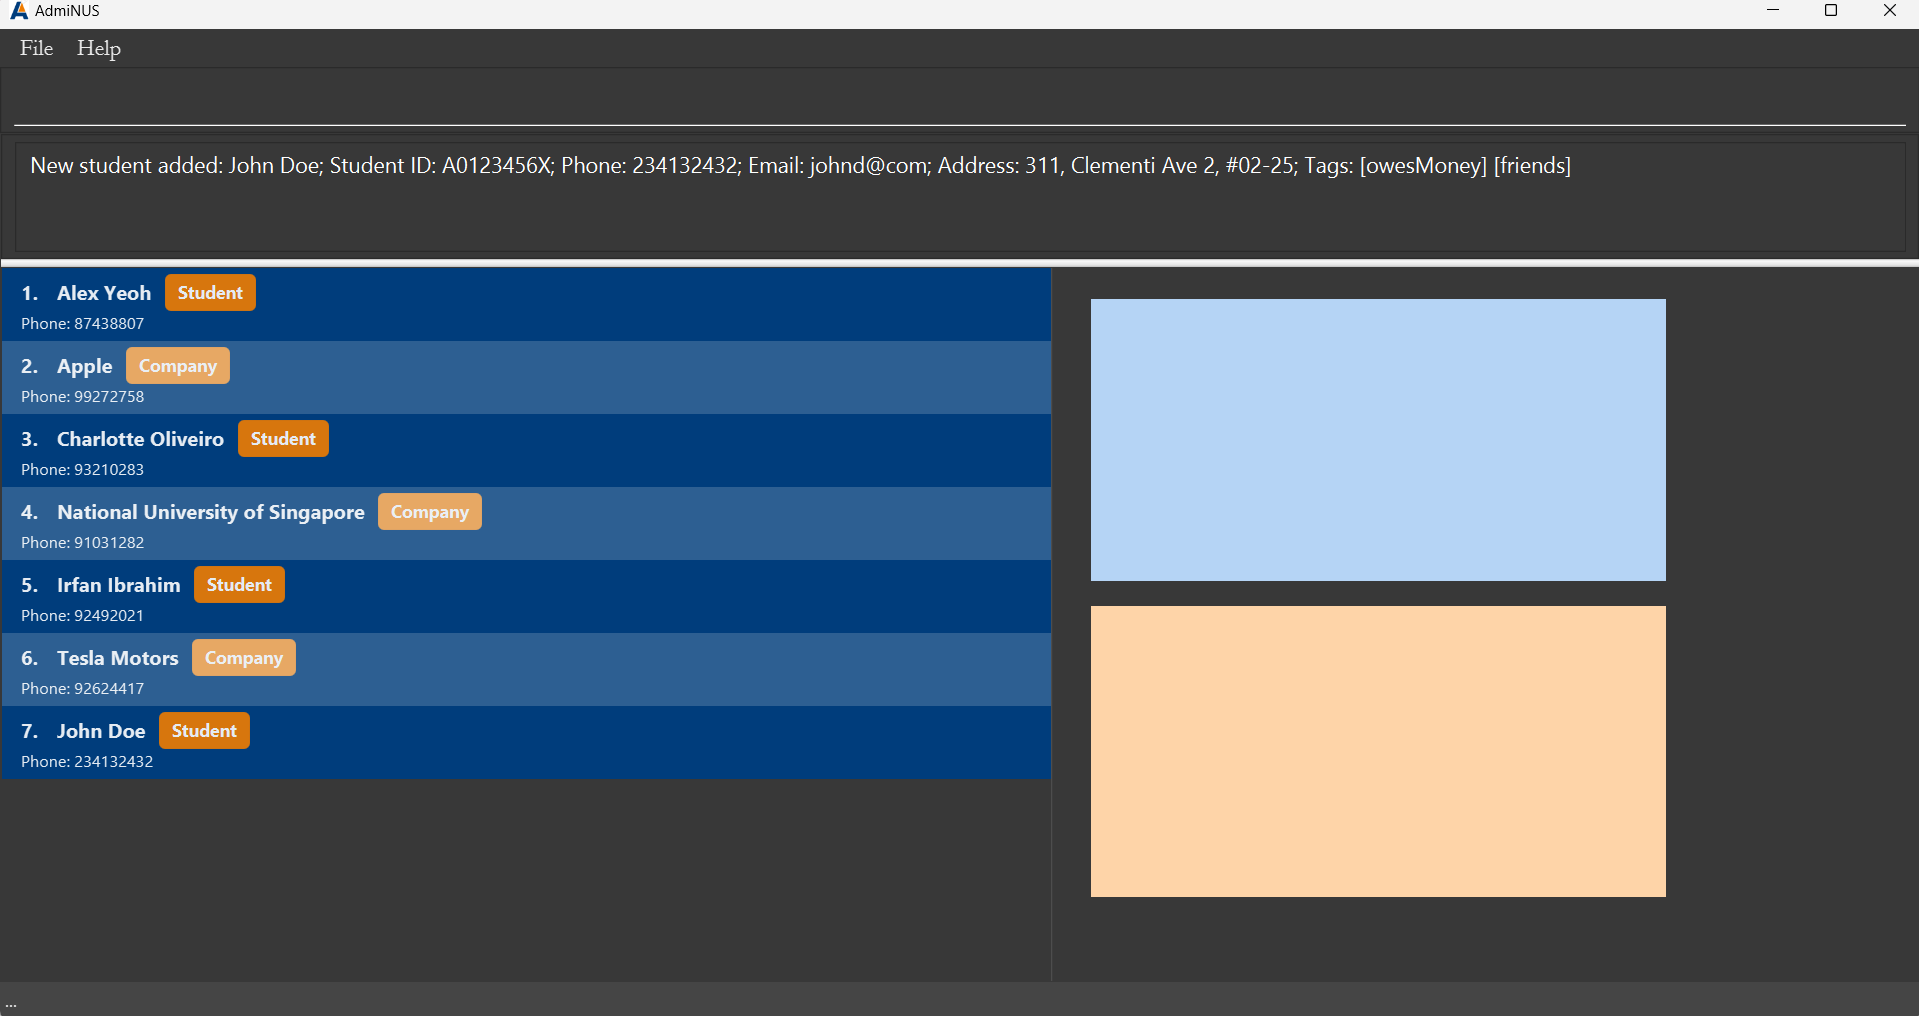 AdmiNUS
File Help
New student added: John Doe; Student ID: A0123456X; Phone: 234132432; Email: johnd@com; Address: 311, Clementi Ave 2, #02-25; Tags: [owesMoney] [friends]
1. Alex Yeoh Student
Phone: 87438807
2. Apple Company
Phone: 99272758
3. Charlotte Oliveiro Student
Phone: 93210283
4. National University of Singapore Company
Phone: 91031282
5. Irfan Ibrahim Student
Phone: 92492021
6. Tesla Motors Company
Phone: 92624417
7. John Doe Student
Phone: 234132432
...